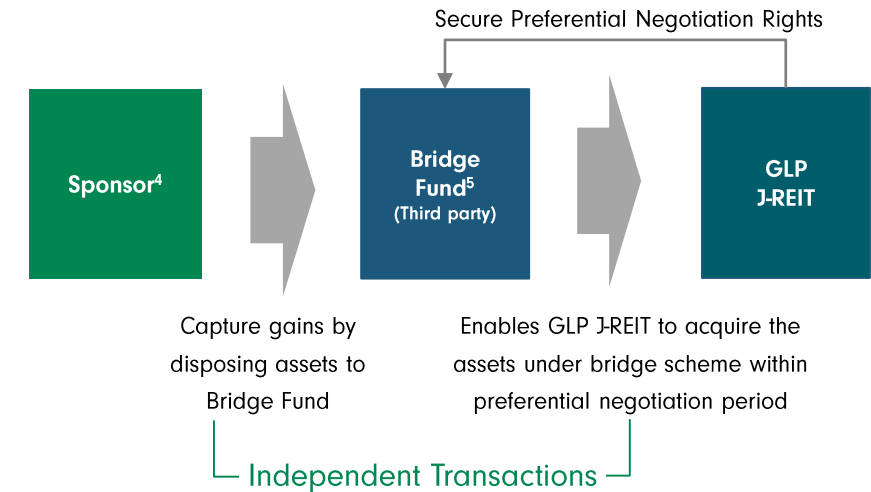 Secure Preferential Negotiation Rights
Sponsor⁴
Bridge
Fund⁵
(Third party)
GLP
J-REIT
Capture gains by
disposing assets to
Bridge Fund
Enables GLP J-REIT to acquire the
assets under bridge scheme within
preferential negotiation period
Independent Transactions